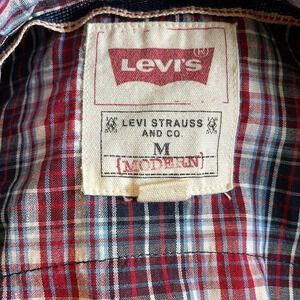 LEVI'S ®
LEVI STRAUSS
AND CO.
M
[MODERN]